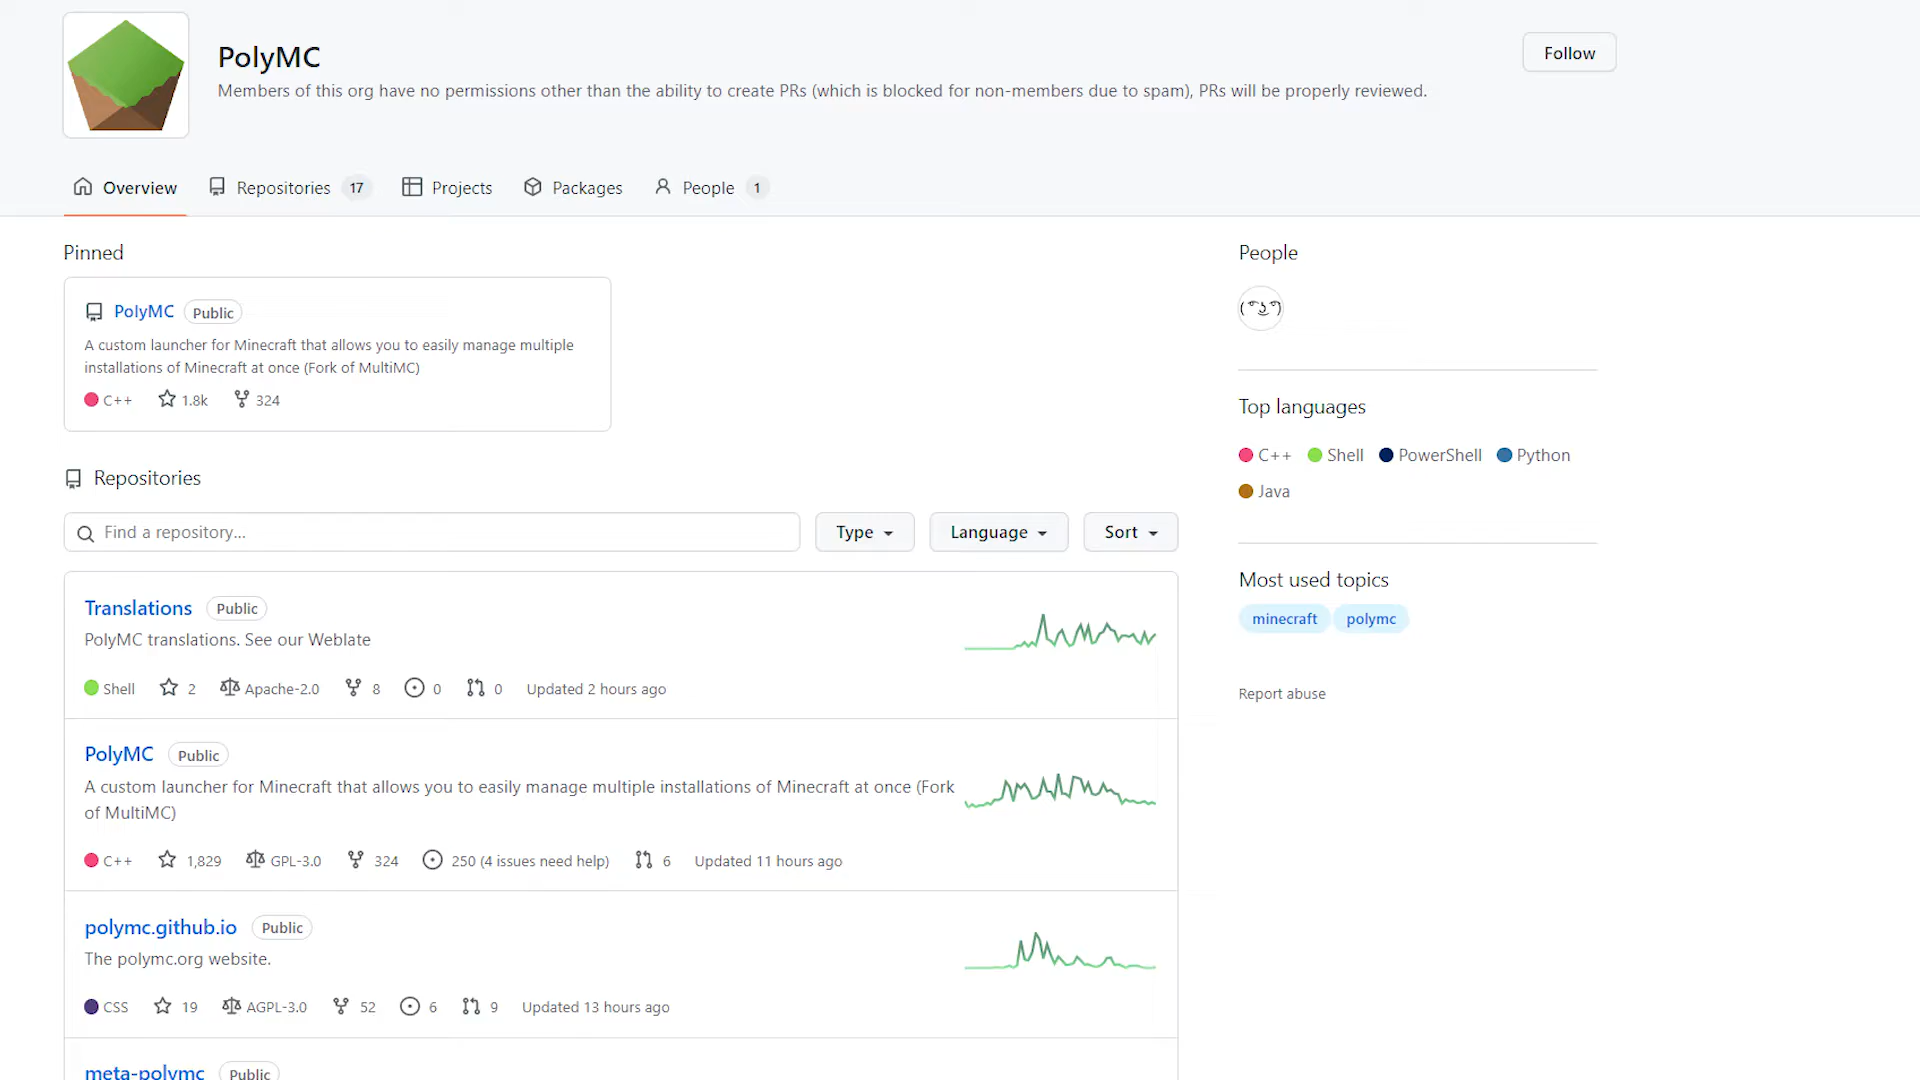 PolyMC
Members of this org have no permissions other than the ability to create PRs (which is blocked for non-members due to spam), PRs will be properly reviewed.
Follow
Overview
Repositories 17
Projects
Packages
People 1
Pinned
PolyMC Public
A custom launcher for Minecraft that allows you to easily manage multiple
installations of Minecraft at once (Fork of MultiMC)
C++ 1.8k 324
Repositories
Find a repository...
Type
Language
Sort
Translations Public
PolyMC translations. See our Weblate
Shell 2 Apache-2.0 8 0 0 Updated 2 hours ago
PolyMC Public
A custom launcher for Minecraft that allows you to easily manage multiple installations of Minecraft at once (Fork
of MultiMC)
C++ 1,829 GPL-3.0 324 250 (4 issues need help) 6 Updated 11 hours ago
polymc.github.io Public
The polymc.org website.
CSS 19 AGPL-3.0 52 6 9 Updated 13 hours ago
meta-polymc Public
People
( ͡° ͜ʖ ͡°)
Top languages
C++ Shell PowerShell Python
Java
Most used topics
minecraft polymc
Report abuse